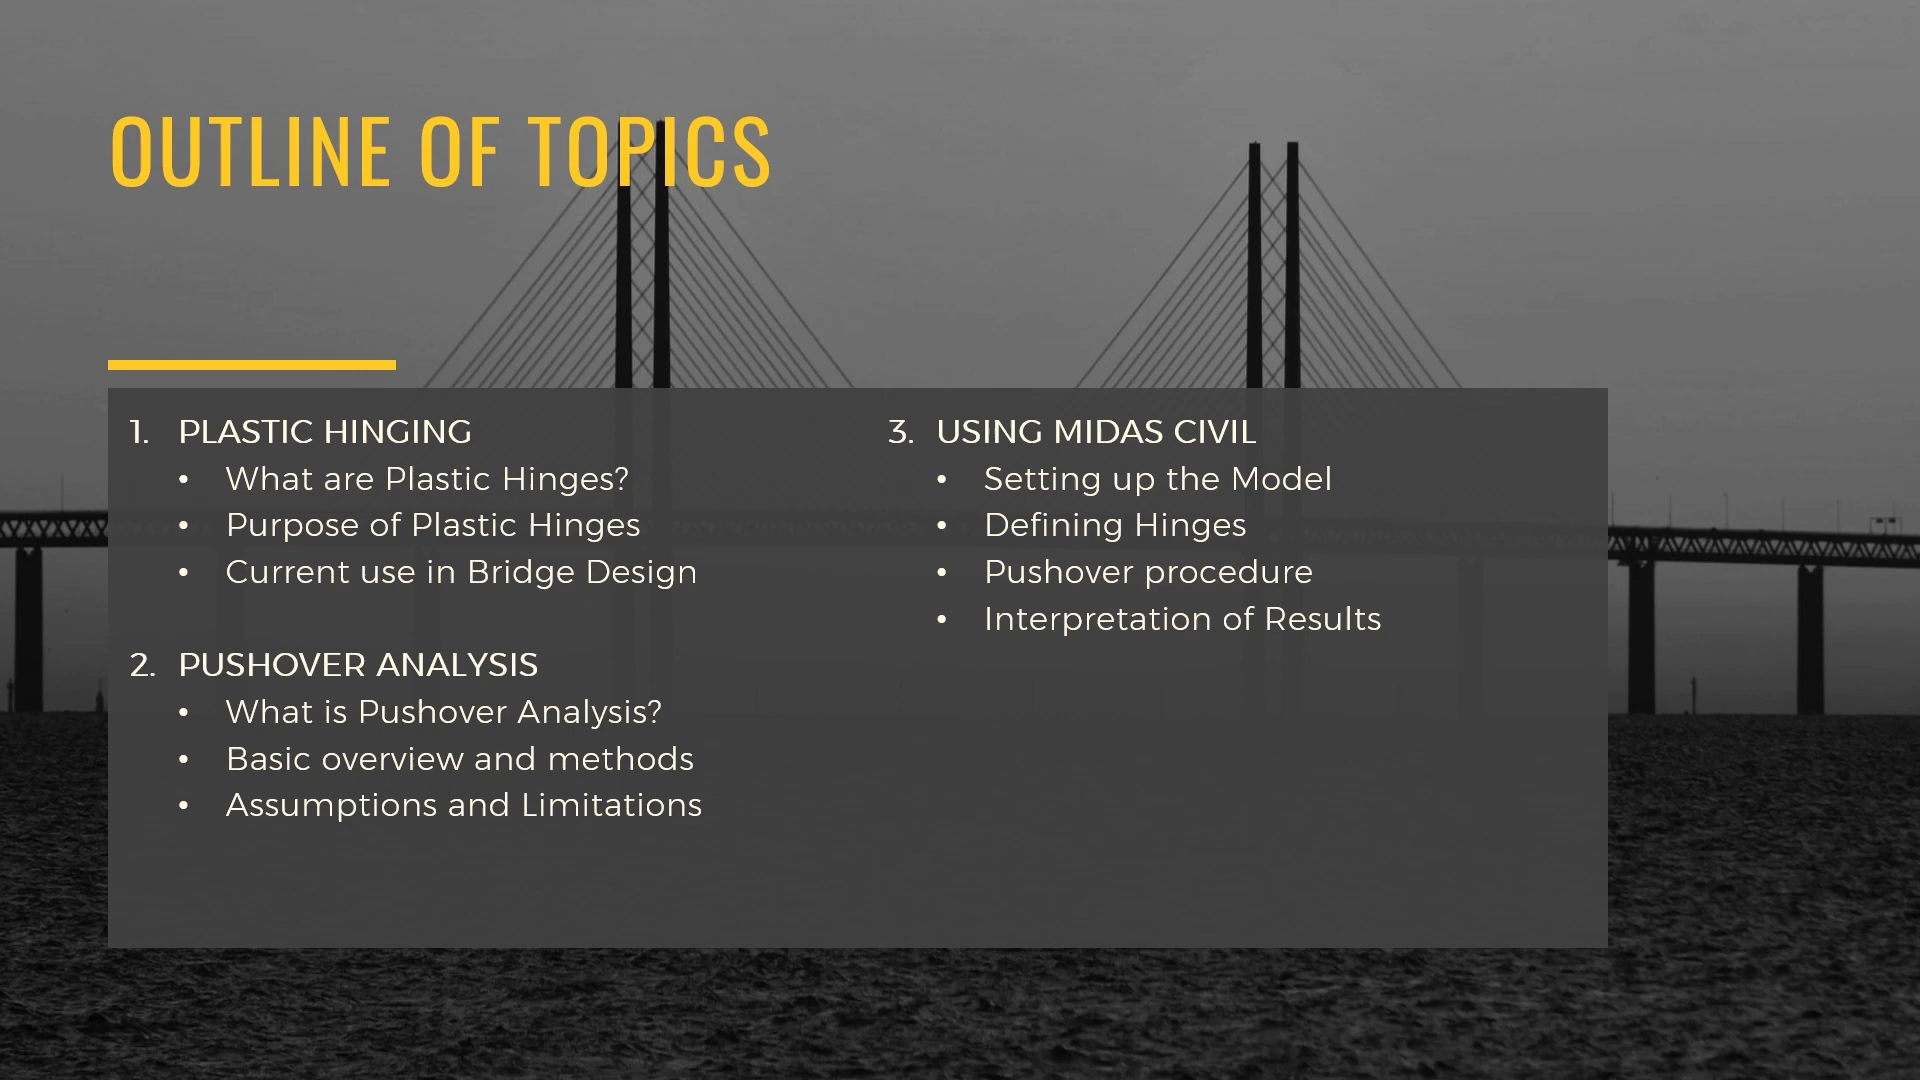 OUTLINE OF TOPICS
1. PLASTIC HINGING
• What are Plastic Hinges?
• Purpose of Plastic Hinges
• Current use in Bridge Design
2. PUSHOVER ANALYSIS
• What is Pushover Analysis?
• Basic overview and methods
• Assumptions and Limitations
3. USING MIDAS CIVIL
• Setting up the Model
• Defining Hinges
• Pushover procedure
• Interpretation of Results